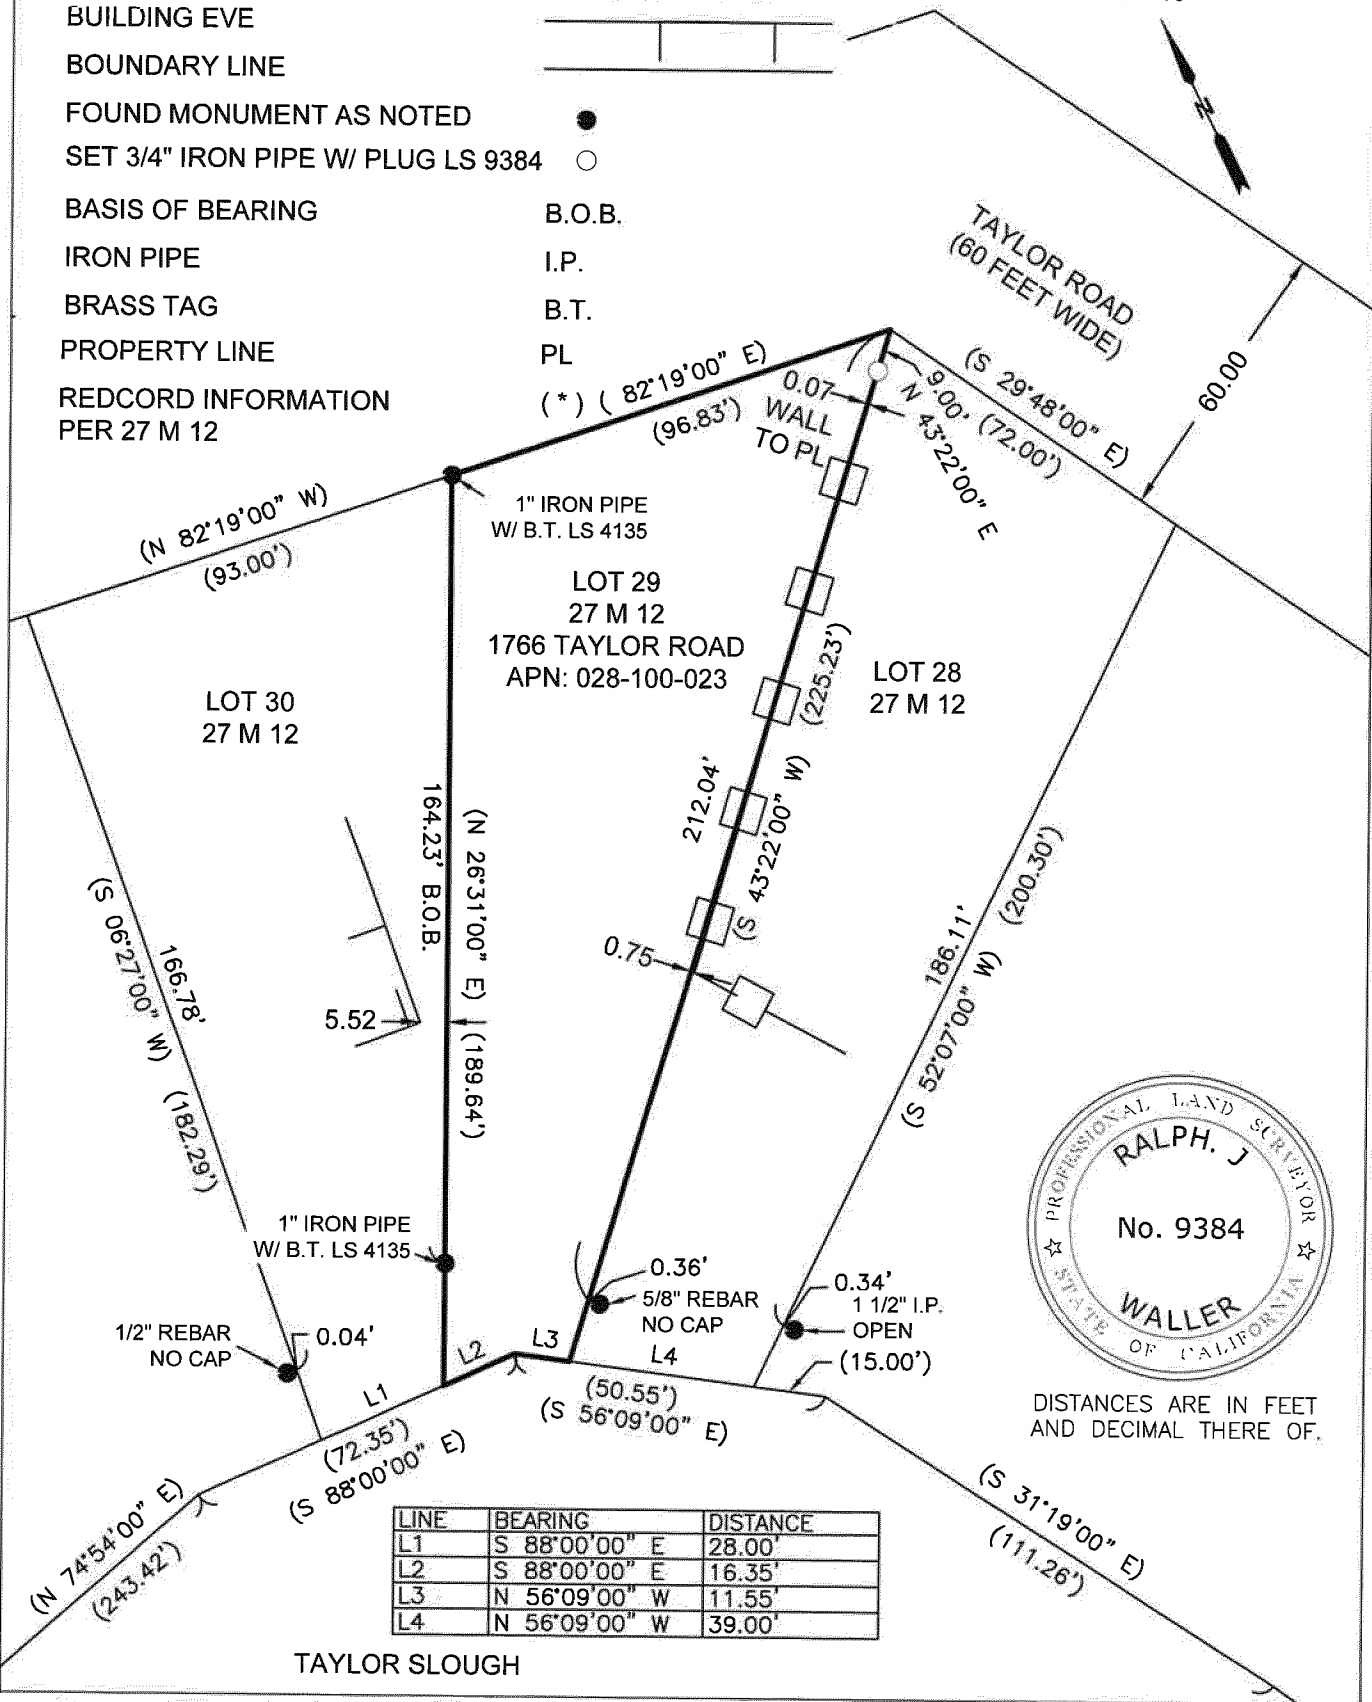 BUILDING EVE
BOUNDARY LINE
FOUND MONUMENT AS NOTED
SET 3/4" IRON PIPE W/ PLUG LS 9384
BASIS OF BEARING B.O.B.
IRON PIPE I.P.
BRASS TAG B.T.
PROPERTY LINE PL
REDCORD INFORMATION (*)
PER 27 M 12
N
TAYLOR ROAD
(60 FEET WIDE)
60.00
( 82°19'00" E)
(96.83')
0.07
WALL
TO PL
9.00'
N 43°22'00" E
(S 29°48'00" E)
(72.00')
(N 82°19'00" W)
(93.00')
1" IRON PIPE
W/ B.T. LS 4135
LOT 29
27 M 12
1766 TAYLOR ROAD
APN: 028-100-023
LOT 28
27 M 12
LOT 30
27 M 12
(225.23')
212.04'
(S 43°22'00" W)
164.23' B.O.B.
(N 26°31'00" E) (189.64')
166.78'
(S 06°27'00" W) (182.29')
5.52
0.75
186.11' (200.30')
(S 52°07'00" W)
1" IRON PIPE
W/ B.T. LS 4135
0.36'
5/8" REBAR
NO CAP
0.34'
1 1/2" I.P.
OPEN
(15.00')
1/2" REBAR
NO CAP
0.04'
L1
L2
L3
L4
(72.35')
(S 88°00'00" E)
(50.55')
(S 56°09'00" E)
(N 74°54'00" E)
(243.42')
(S 31°19'00" E)
(111.26')
PROFESSIONAL LAND SURVEYOR
RALPH. J
No. 9384
WALLER
STATE OF CALIFORNIA
DISTANCES ARE IN FEET
AND DECIMAL THERE OF.
LINE BEARING DISTANCE
L1 S 88°00'00" E 28.00'
L2 S 88°00'00" E 16.35'
L3 N 56°09'00" W 11.55'
L4 N 56°09'00" W 39.00'
TAYLOR SLOUGH